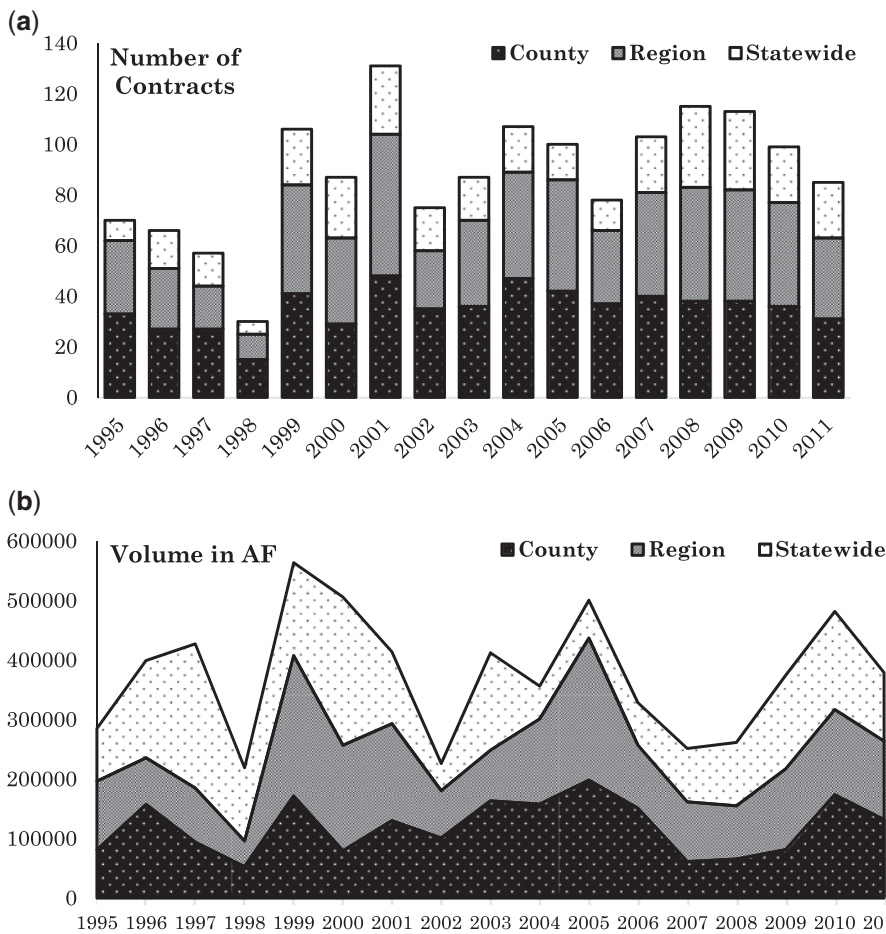 (a)
Number of
Contracts
County Region Statewide
140
120
100
80
60
40
20
0
1995 1996 1997 1998 1999 2000 2001 2002 2003 2004 2005 2006 2007 2008 2009 2010 2011
(b)
Volume in AF
County Region Statewide
600000
500000
400000
300000
200000
100000
0
1995 1996 1997 1998 1999 2000 2001 2002 2003 2004 2005 2006 2007 2008 2009 2010 20